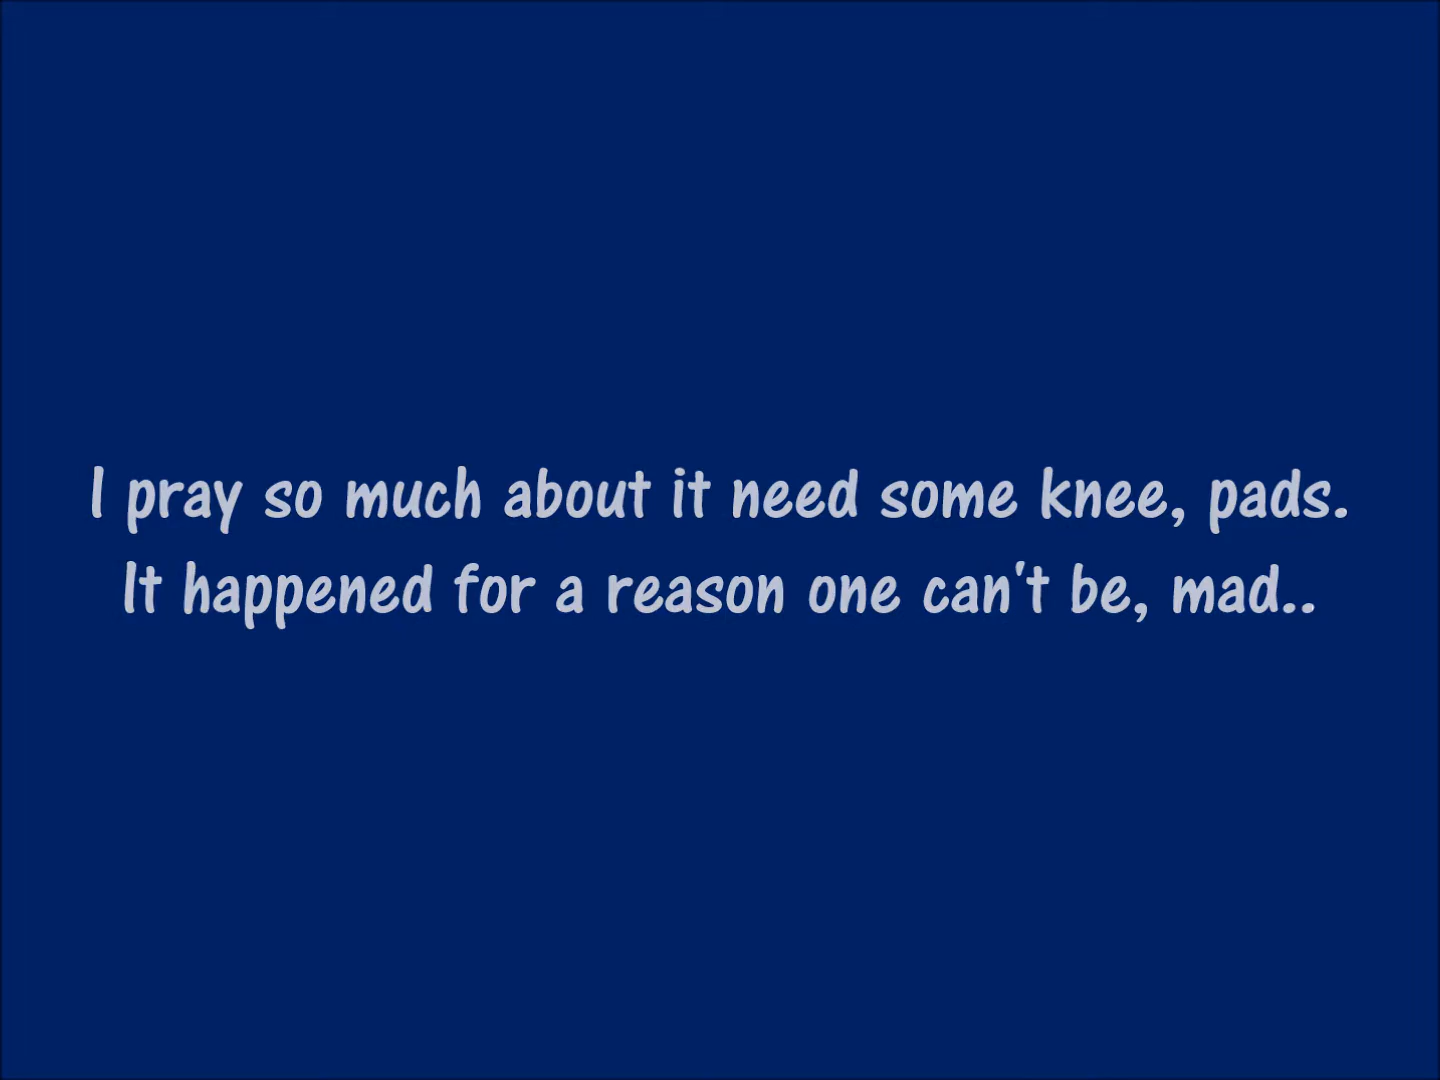 I pray so much about it need some knee, pads.
It happened for a reason one can't be, mad..